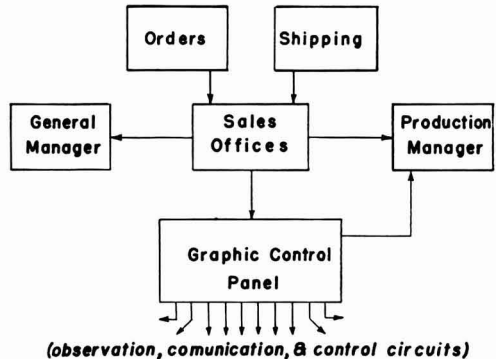 Orders
Shipping
General
Manager
Sales
Offices
Production
Manager
Graphic Control
Panel
(observation, comunication, & control circuits)